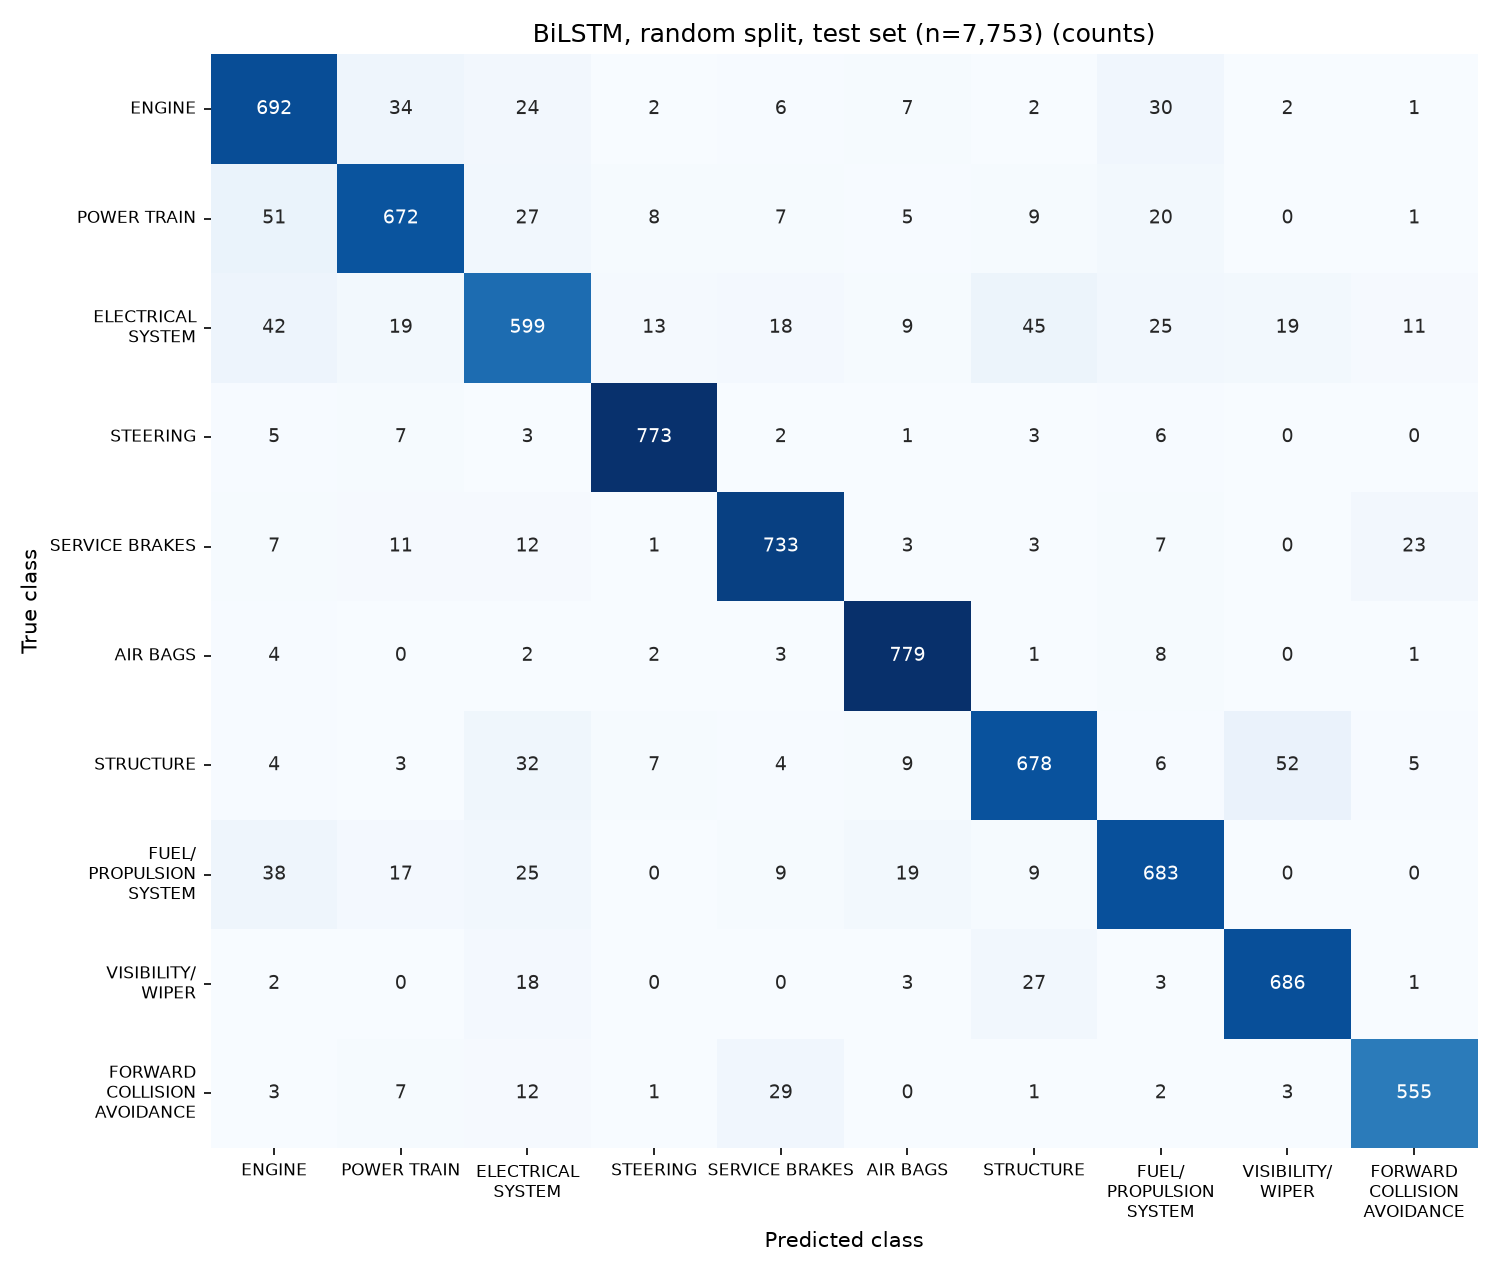 BiLSTM, random split, test set (n=7,753) (counts)
ENGINE 692 34 24 2 6 7 2 30 2 1
POWER TRAIN 51 672 27 8 7 5 9 20 0 1
ELECTRICAL
SYSTEM 42 19 599 13 18 9 45 25 19 11
STEERING 5 7 3 773 2 1 3 6 0 0
SERVICE BRAKES 7 11 12 1 733 3 3 7 0 23
AIR BAGS 4 0 2 2 3 779 1 8 0 1
STRUCTURE 4 3 32 7 4 9 678 6 52 5
FUEL/
PROPULSION
SYSTEM 38 17 25 0 9 19 9 683 0 0
VISIBILITY/
WIPER 2 0 18 0 0 3 27 3 686 1
FORWARD
COLLISION
AVOIDANCE 3 7 12 1 29 0 1 2 3 555
True class
ENGINE POWER TRAIN ELECTRICAL STEERING SERVICE BRAKES AIR BAGS STRUCTURE FUEL/ VISIBILITY/ FORWARD
SYSTEM PROPULSION WIPER COLLISION
SYSTEM AVOIDANCE
Predicted class